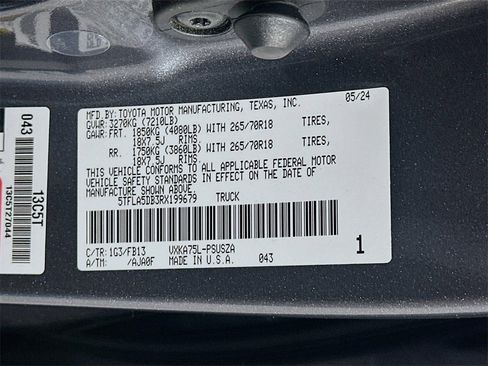 MFD.BY:TOYOTA MOTOR MANUFACTURING, TEXAS, INC. 05/24
GVWR: 3270KG (7210LB)
GAWR: FRT. 1850KG (4080LB) WITH 265/70R18 TIRES,
18X7.5J RIMS
RR. 1750KG (3860LB) WITH 265/70R18 TIRES,
18X7.5J RIMS
THIS VEHICLE CONFORMS TO ALL APPLICABLE FEDERAL MOTOR
VEHICLE SAFETY STANDARDS IN EFFECT ON THE DATE OF
MANUFACTURE SHOWN ABOVE.
5TFLA5DB3RX199679 TRUCK
C/TR: 1G3/FB13 VXKA75L-PSUSZA
A/TM: /AJA0F MADE IN U.S.A. 043 1
043
13C5T
13C5T27044